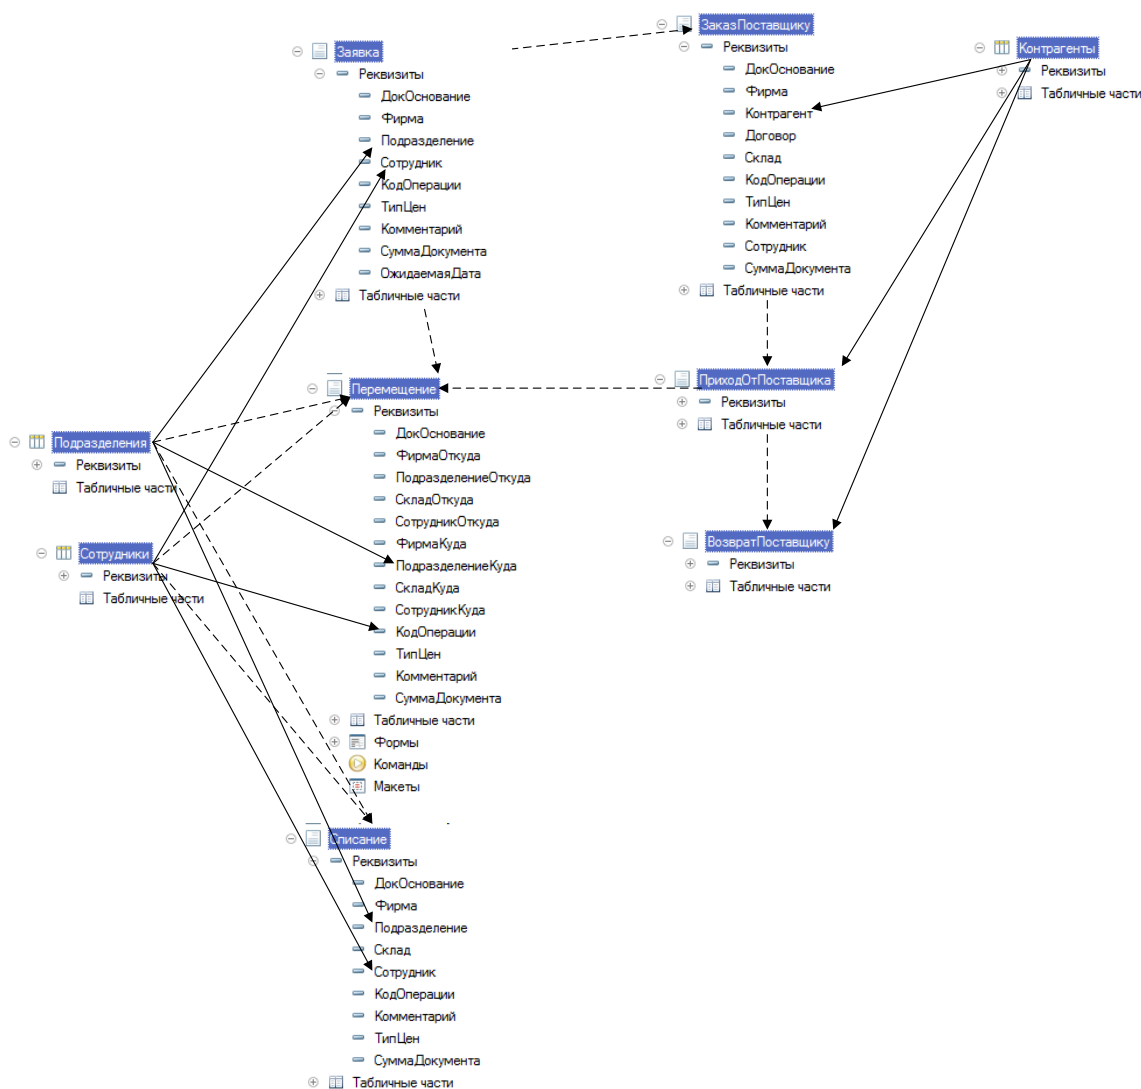 Заявка
Реквизиты
ДокОснование
Фирма
Подразделение
Сотрудник
КодОперации
ТипЦен
Комментарий
СуммаДокумента
ОжидаемаяДата
Табличные части
ЗаказПоставщику
Реквизиты
ДокОснование
Фирма
Контрагент
Договор
Склад
КодОперации
ТипЦен
Комментарий
Сотрудник
СуммаДокумента
Табличные части
Контрагенты
Реквизиты
Табличные части
Подразделения
Реквизиты
Табличные части
Сотрудники
Реквизиты
Табличные части
Перемещение
Реквизиты
ДокОснование
ФирмаОткуда
ПодразделениеОткуда
СкладОткуда
СотрудникОткуда
ФирмаКуда
ПодразделениеКуда
СкладКуда
СотрудникКуда
КодОперации
ТипЦен
Комментарий
СуммаДокумента
Табличные части
Формы
Команды
Макеты
ПриходОтПоставщика
Реквизиты
Табличные части
ВозвратПоставщику
Реквизиты
Табличные части
Списание
Реквизиты
ДокОснование
Фирма
Подразделение
Склад
Сотрудник
КодОперации
Комментарий
ТипЦен
СуммаДокумента
Табличные части